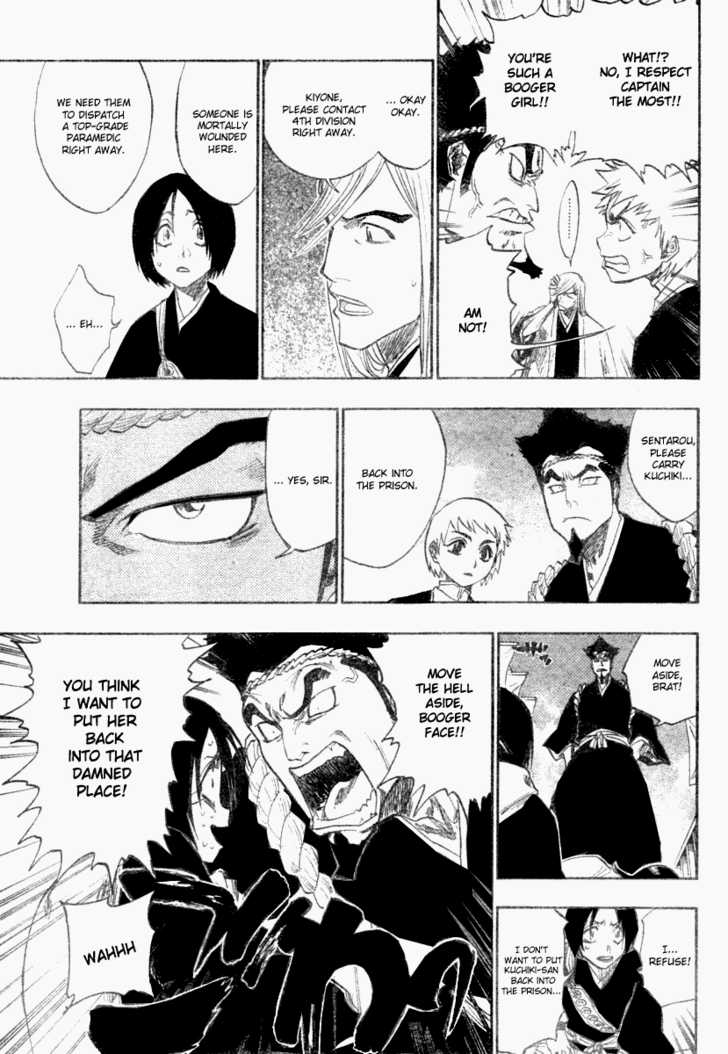 WHAT!?
NO, I RESPECT
CAPTAIN
THE MOST!!
YOU'RE
SUCH A
BOOGER
GIRL!!
.........
AM
NOT!
... OKAY
OKAY.
KIYONE,
PLEASE CONTACT
4TH DIVISION
RIGHT AWAY.
SOMEONE IS
MORTALLY
WOUNDED
HERE.
WE NEED THEM
TO DISPATCH
A TOP-GRADE
PARAMEDIC
RIGHT AWAY.
... EH...
SENTAROU,
PLEASE
CARRY
KUCHIKI...
BACK INTO
THE PRISON.
... YES, SIR.
MOVE
ASIDE,
BRAT!
I...
REFUSE!
I DON'T
WANT TO PUT
KUCHIKI-SAN
BACK INTO
THE PRISON...
MOVE
THE HELL
ASIDE,
BOOGER
FACE!!
YOU THINK
I WANT TO
PUT HER
BACK
INTO THAT
DAMNED
PLACE!
WAHHH